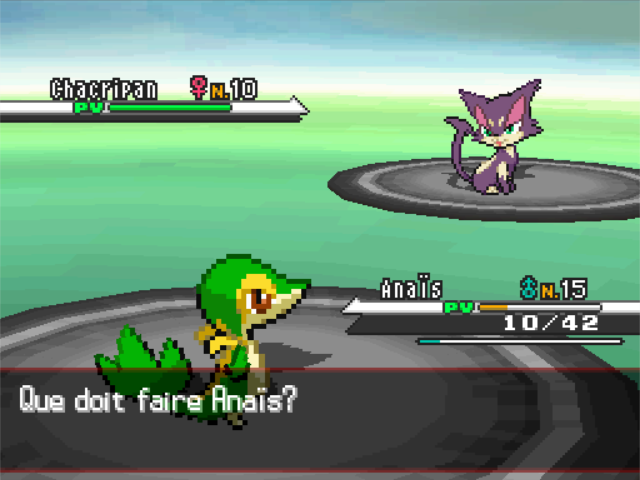 Chacripan ♀ N.10
PV
Anaïs ♂ N.15
PV
10/42
Que doit faire Anaïs?